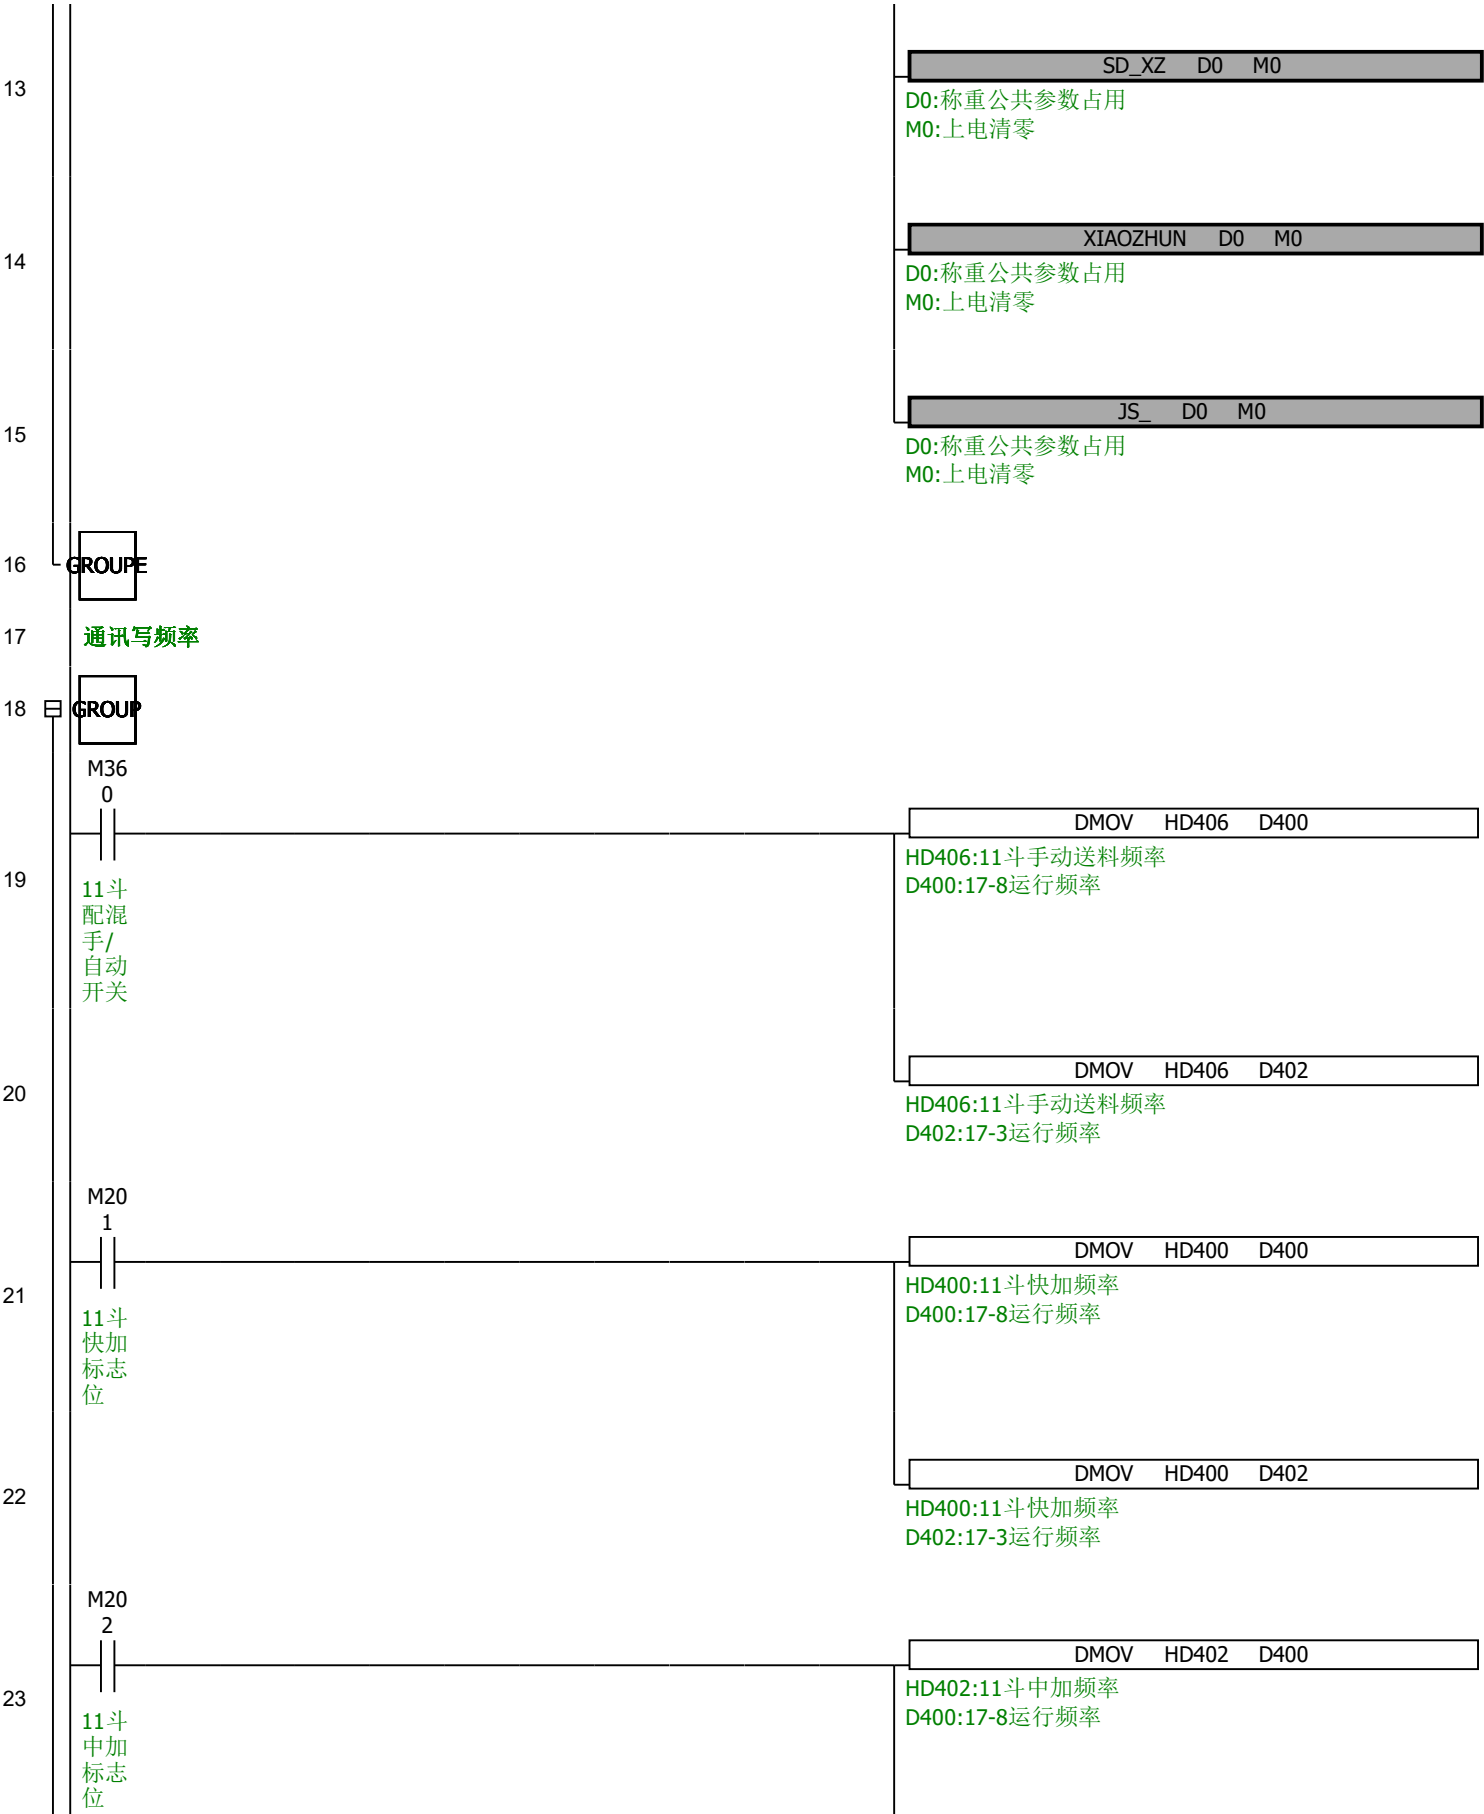 13
SD_XZ D0 M0
D0:称重公共参数占用
M0:上电清零
14
XIAOZHUN D0 M0
D0:称重公共参数占用
M0:上电清零
15
JS_ D0 M0
D0:称重公共参数占用
M0:上电清零
16
GROUPE
17
通讯写频率
18
GROUP
M36
0
19
11斗
配混
手/
自动
开关
DMOV HD406 D400
HD406:11斗手动送料频率
D400:17-8运行频率
20
DMOV HD406 D402
HD406:11斗手动送料频率
D402:17-3运行频率
M20
1
21
11斗
快加
标志
位
DMOV HD400 D400
HD400:11斗快加频率
D400:17-8运行频率
22
DMOV HD400 D402
HD400:11斗快加频率
D402:17-3运行频率
M20
2
23
11斗
中加
标志
位
DMOV HD402 D400
HD402:11斗中加频率
D400:17-8运行频率